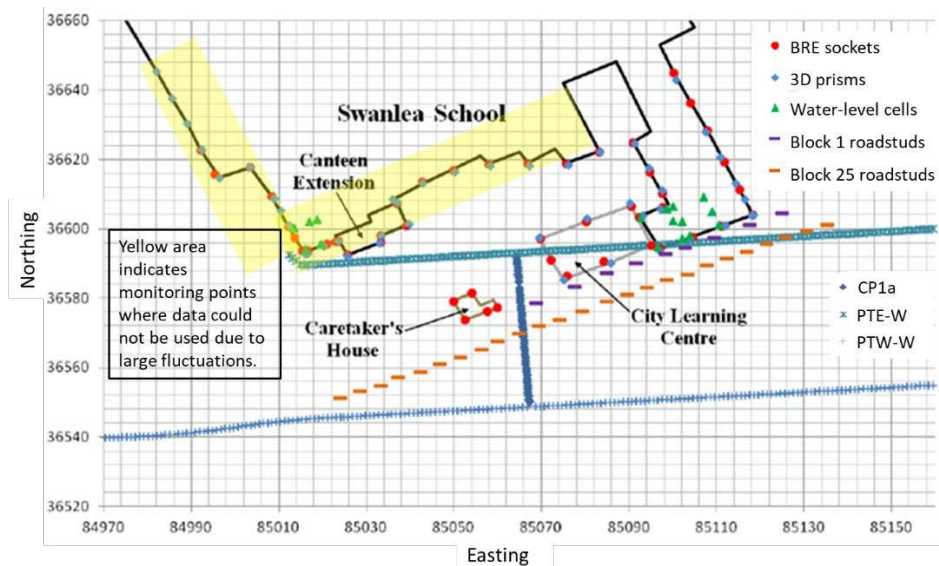 36660
36640
36620
36600
36580
36560
36540
36520
Northing
84970
84990
85010
85030
85050
85070
85090
85110
85130
85150
Easting
Swanlea School
Canteen
Extension
Yellow area
indicates
monitoring points
where data could
not be used due to
large fluctuations.
Caretaker's
House
City Learning
Centre
BRE sockets
3D prisms
Water-level cells
Block 1 roadstuds
Block 25 roadstuds
CP1a
PTE-W
PTW-W